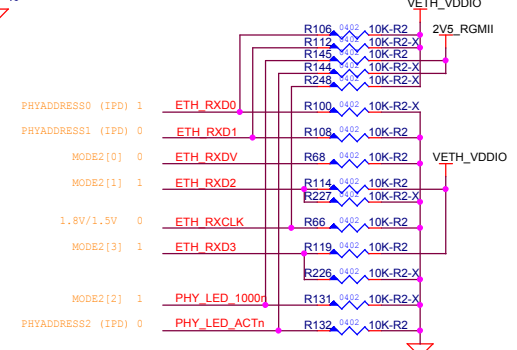 VETH_VDDIO
R106 0402 10K-R2 2V5_RGMII
R112 0402 10K-R2-X
R145 0402 10K-R2
R144 0402 10K-R2-X
R248 0402 10K-R2-X
PHYADDRESS0 (IPD) 1 ETH_RXD0 R100 0402 10K-R2-X
PHYADDRESS1 (IPD) 0 ETH_RXD1 R108 0402 10K-R2
MODE2[0] 0 ETH_RXDV R68 0402 10K-R2 VETH_VDDIO
MODE2[1] 1 ETH_RXD2 R114 0402 10K-R2
R227 0402 10K-R2-X
1.8V/1.5V 0 ETH_RXCLK R66 0402 10K-R2
MODE2[3] 1 ETH_RXD3 R119 0402 10K-R2
R226 0402 10K-R2-X
MODE2[2] 1 PHY_LED_1000n R131 0402 10K-R2-X
PHYADDRESS2 (IPD) 0 PHY_LED_ACTn R132 0402 10K-R2